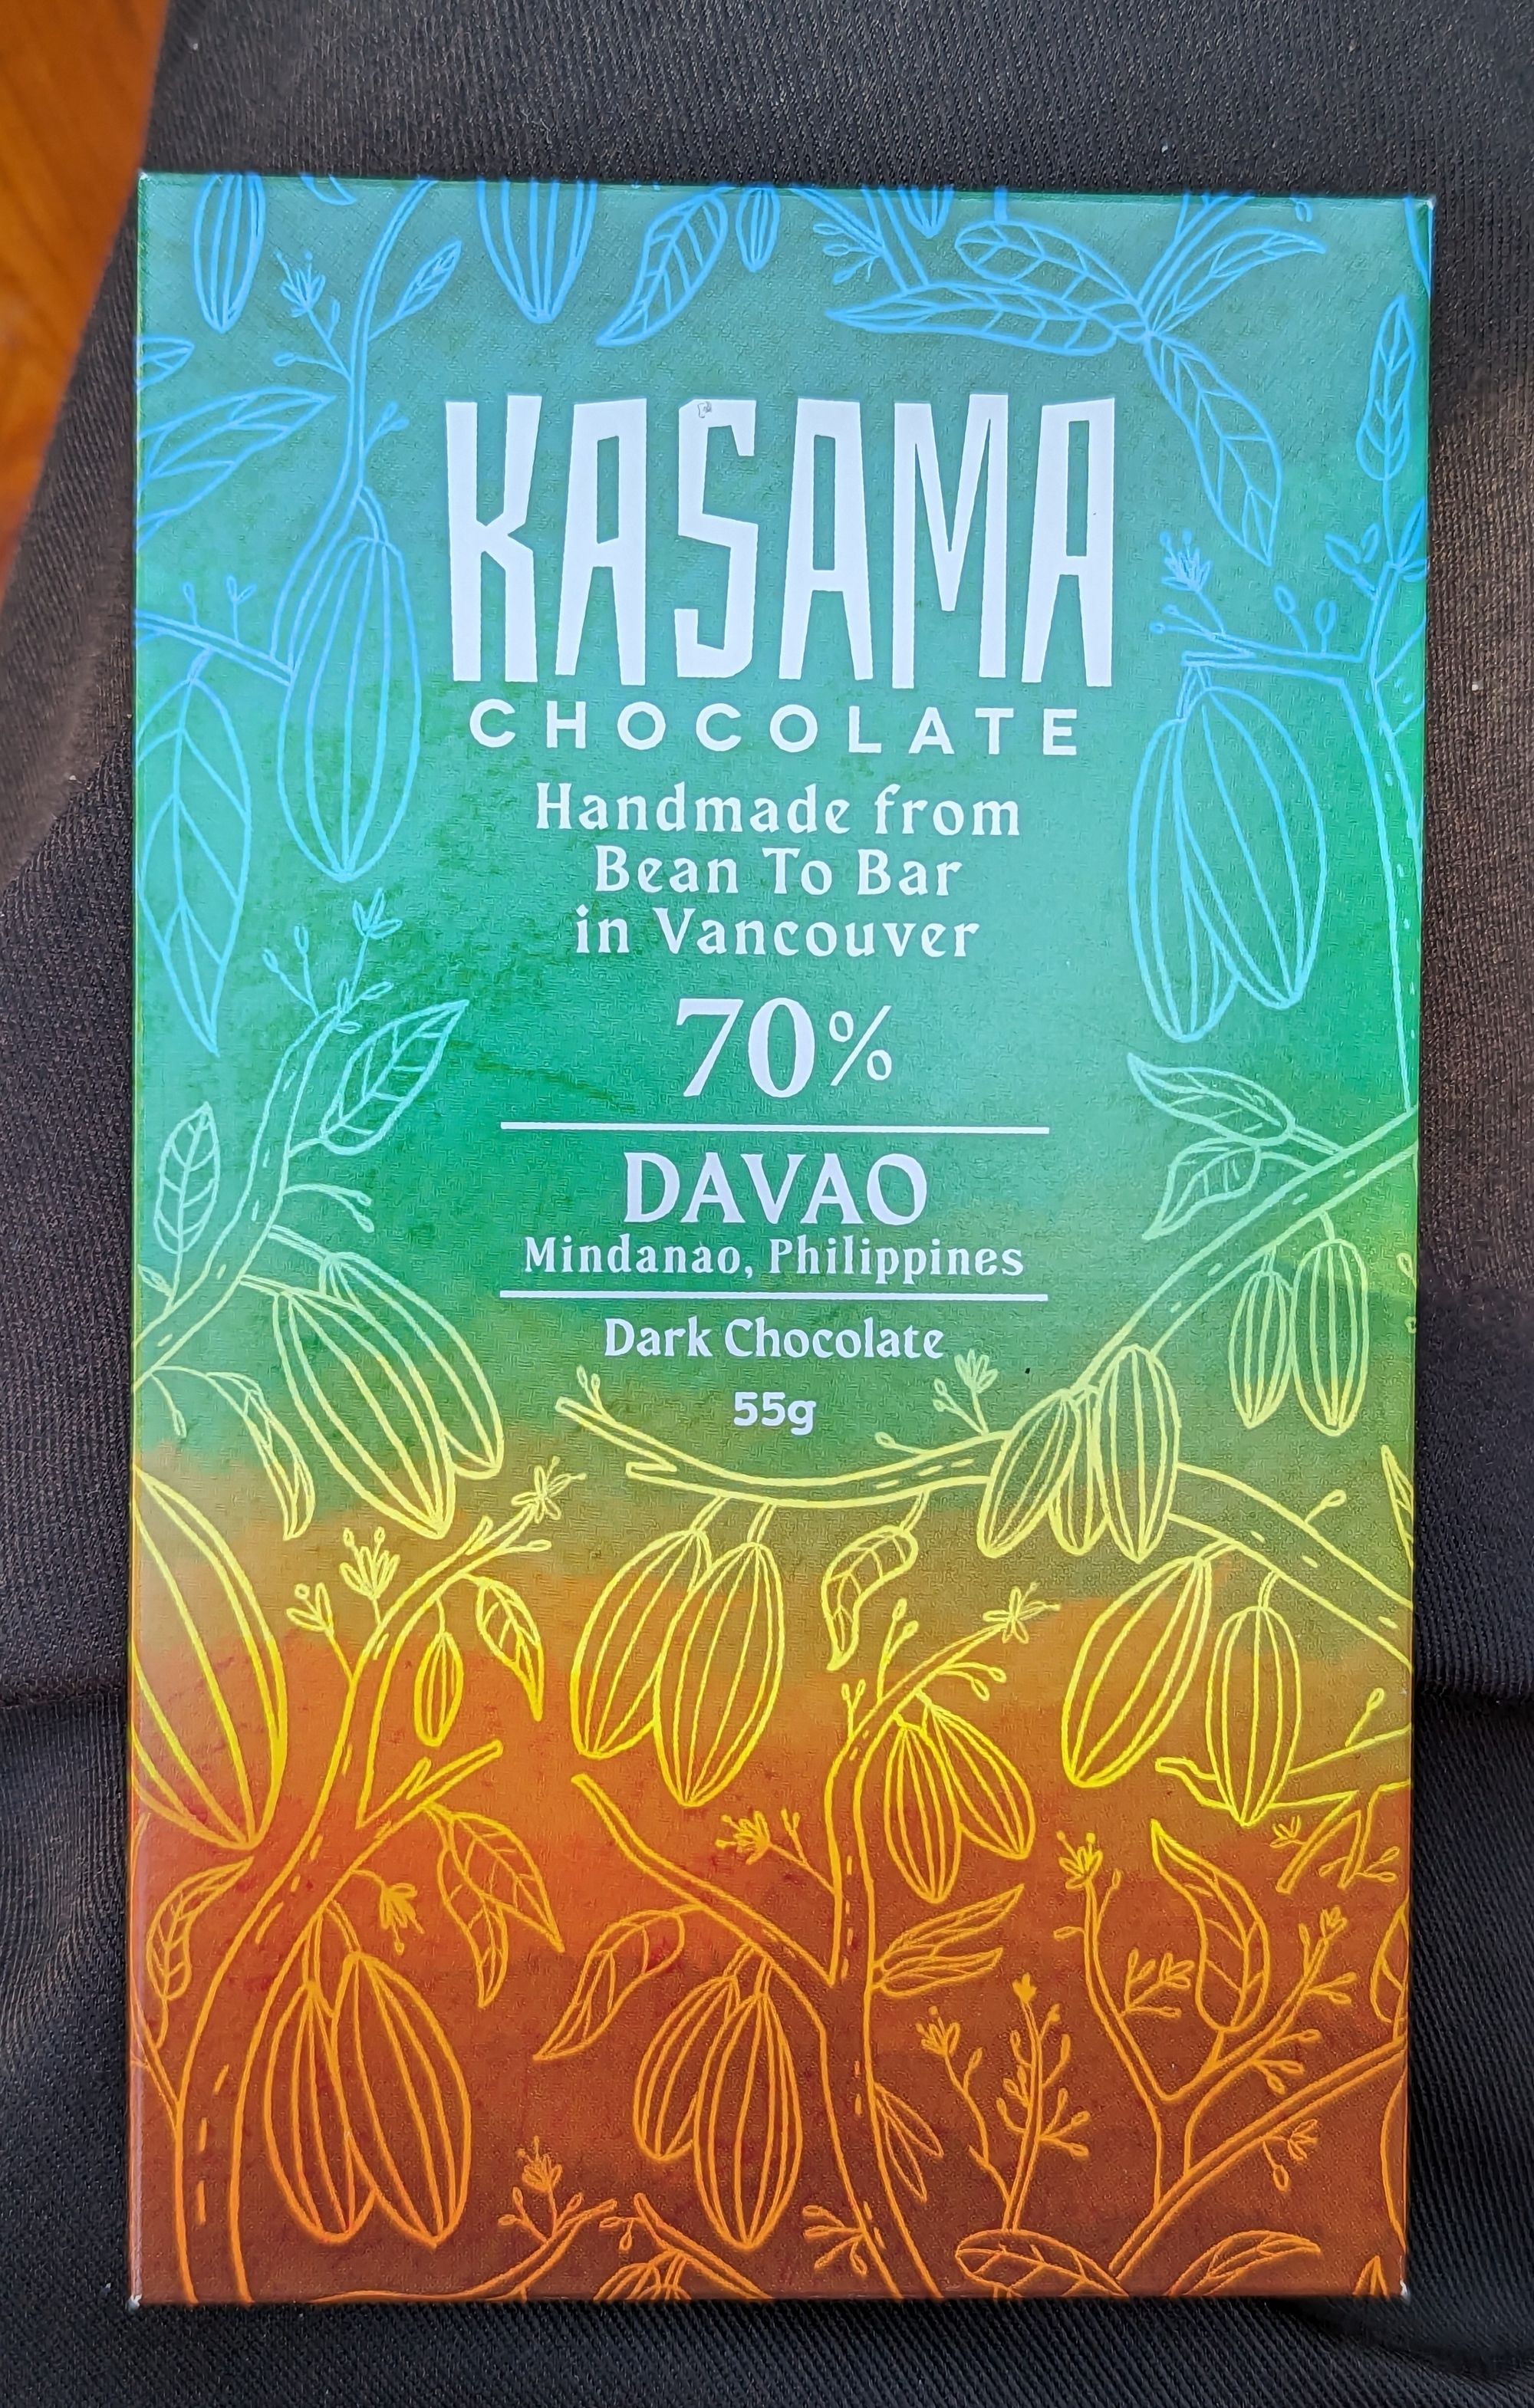 KASAMA
CHOCOLATE
Handmade from
Bean To Bar
in Vancouver
70%
DAVAO
Mindanao, Philippines
Dark Chocolate
55g